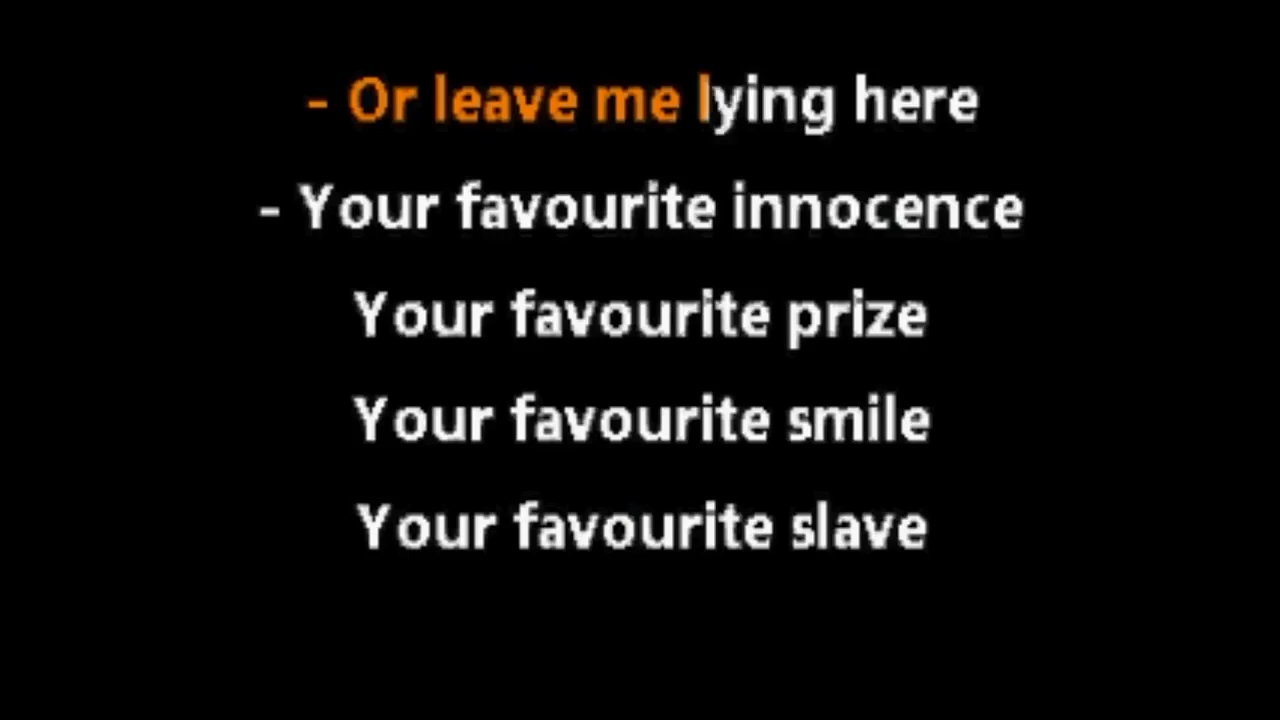 - Or leave me lying here
- Your favourite innocence
Your favourite prize
Your favourite smile
Your favourite slave